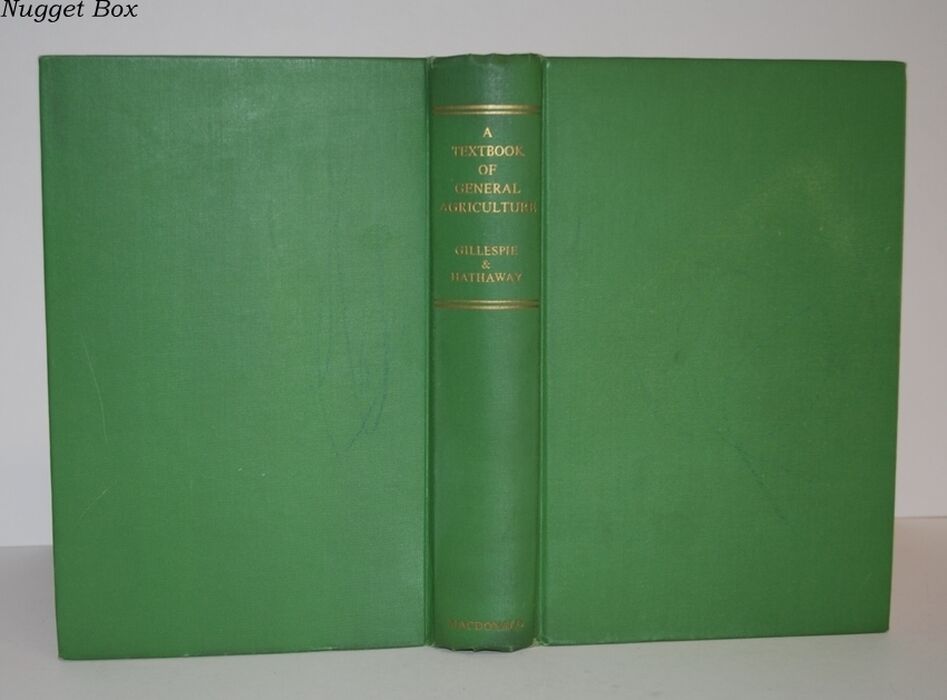 Nugget Box
A
TEXTBOOK
OF
GENERAL
AGRICULTURE
GILLESPIE
&
HATHAWAY
MACDONALD